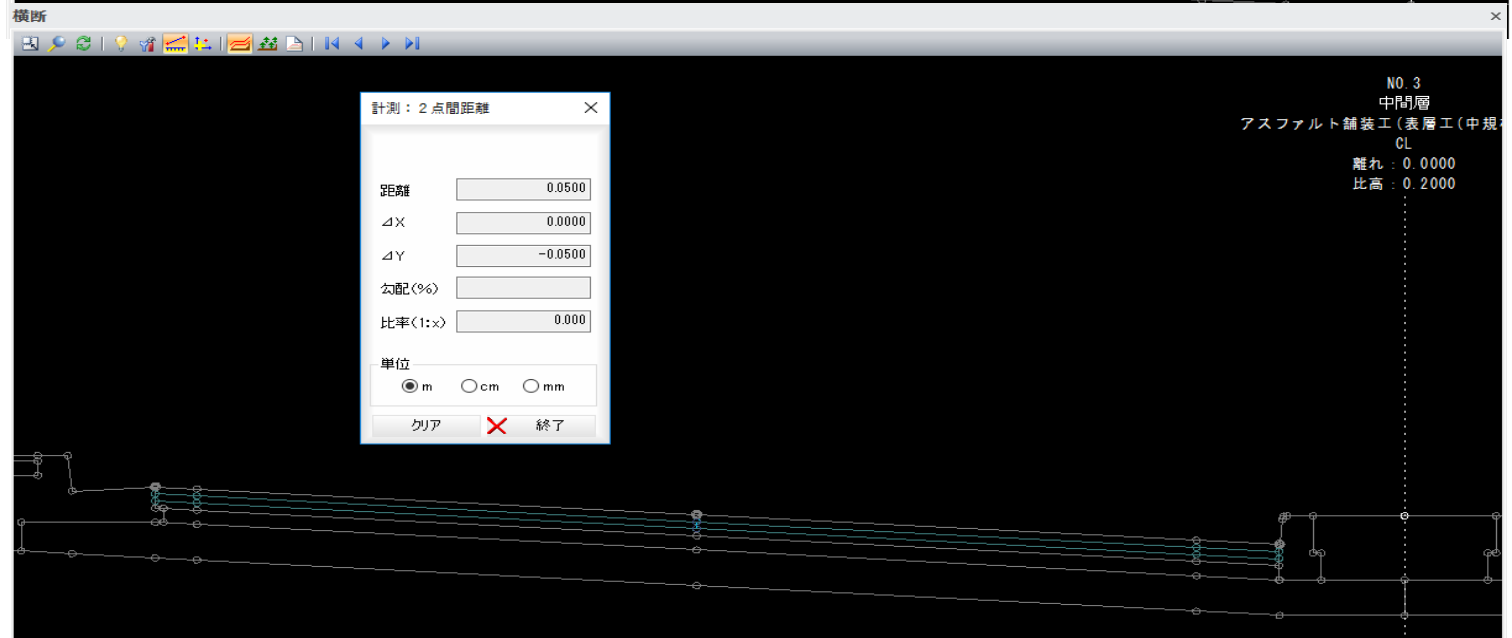 横断
NO.3
中間層
アスファルト舗装工(表層工(中規
CL
離れ：0.0000
比高：0.2000
計測：２点間距離
距離 0.0500
⊿X 0.0000
⊿Y -0.0500
勾配(%)
比率(1:x) 0.000
単位
m cm mm
クリア 終了